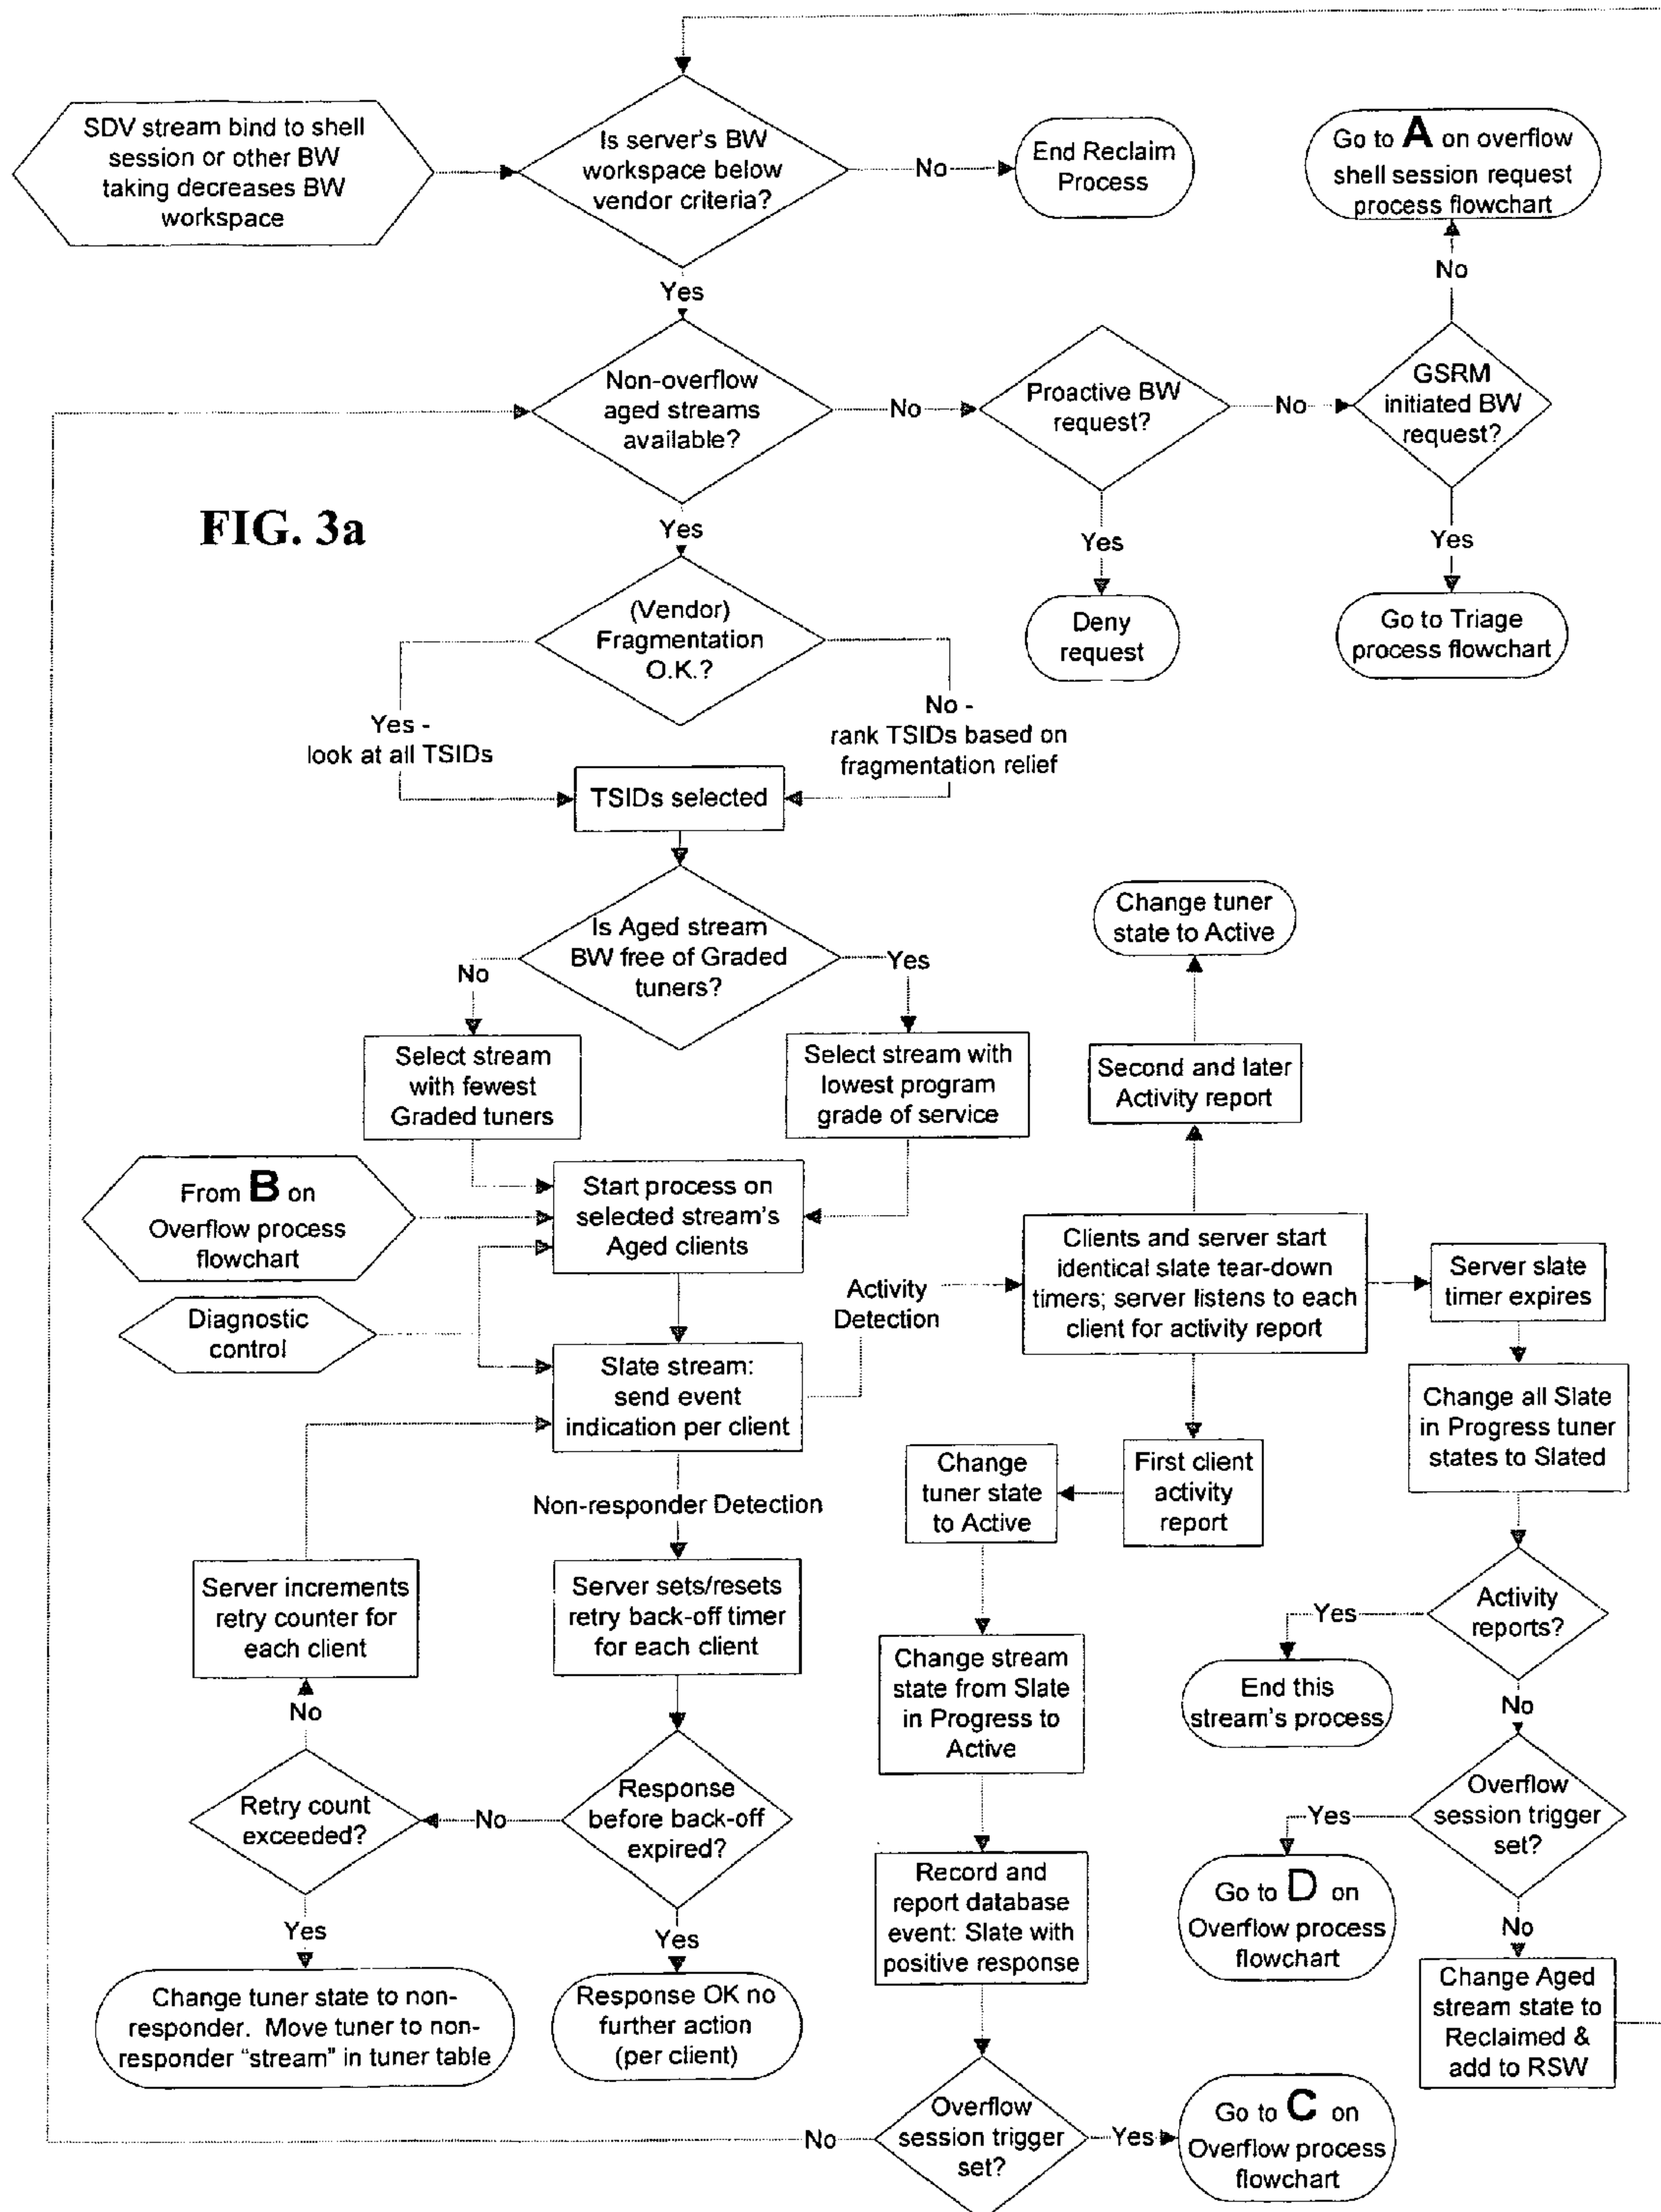 SDV stream bind to shell
session or other BW
taking decreases BW
workspace
Is server's BW
workspace below
vendor criteria?
No
End Reclaim
Process
Go to A on overflow
shell session request
process flowchart
No
Yes
Non-overflow
aged streams
available?
No
Proactive BW
request?
No
GSRM
initiated BW
request?
FIG. 3a
Yes
Yes
Yes
Deny
request
Go to Triage
process flowchart
(Vendor)
Fragmentation
O.K.?
Yes -
look at all TSIDs
No -
rank TSIDs based on
fragmentation relief
TSIDs selected
Is Aged stream
BW free of Graded
tuners?
No
Yes
Change tuner
state to Active
Select stream
with fewest
Graded tuners
Select stream with
lowest program
grade of service
Second and later
Activity report
From B on
Overflow process
flowchart
Start process on
selected stream's
Aged clients
Diagnostic
control
Activity
Detection
Clients and server start
identical slate tear-down
timers; server listens to each
client for activity report
Server slate
timer expires
Slate stream:
send event
indication per client
Change all Slate
in Progress tuner
states to Slated
Change
tuner state
to Active
First client
activity
report
Non-responder Detection
Server increments
retry counter for
each client
Server sets/resets
retry back-off timer
for each client
Activity
reports?
Yes
End this
stream's process
No
Change stream
state from Slate
in Progress to
Active
No
Retry count
exceeded?
No
Response
before back-off
expired?
Overflow
session trigger
set?
Yes
Go to D on
Overflow process
flowchart
No
Record and
report database
event: Slate with
positive response
Yes
Yes
Change tuner state to non-
responder. Move tuner to non-
responder “stream” in tuner table
Response OK no
further action
(per client)
Change Aged
stream state to
Reclaimed &
add to RSW
No
Overflow
session trigger
set?
Yes
Go to C on
Overflow process
flowchart